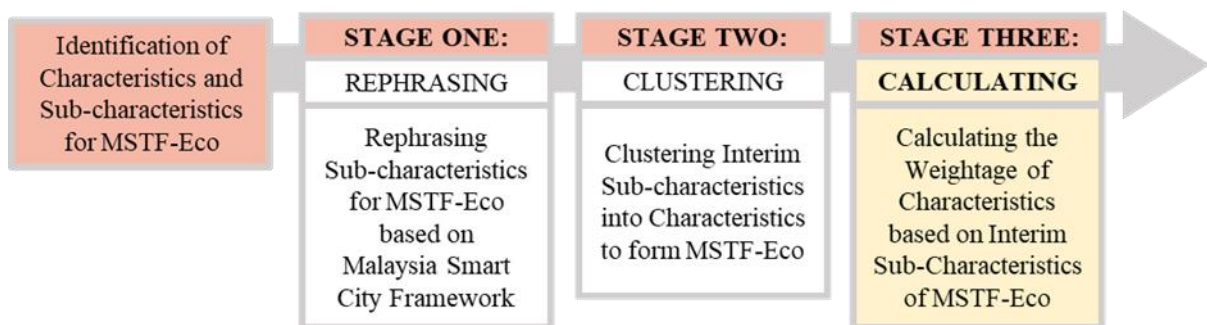 Identification of
Characteristics and
Sub-characteristics
for MSTF-Eco
STAGE ONE:
REPHRASING
Rephrasing
Sub-characteristics
for MSTF-Eco
based on
Malaysia Smart
City Framework
STAGE TWO:
CLUSTERING
Clustering Interim
Sub-characteristics
into Characteristics
to form MSTF-Eco
STAGE THREE:
CALCULATING
Calculating the
Weightage of
Characteristics
based on Interim
Sub-Characteristics
of MSTF-Eco